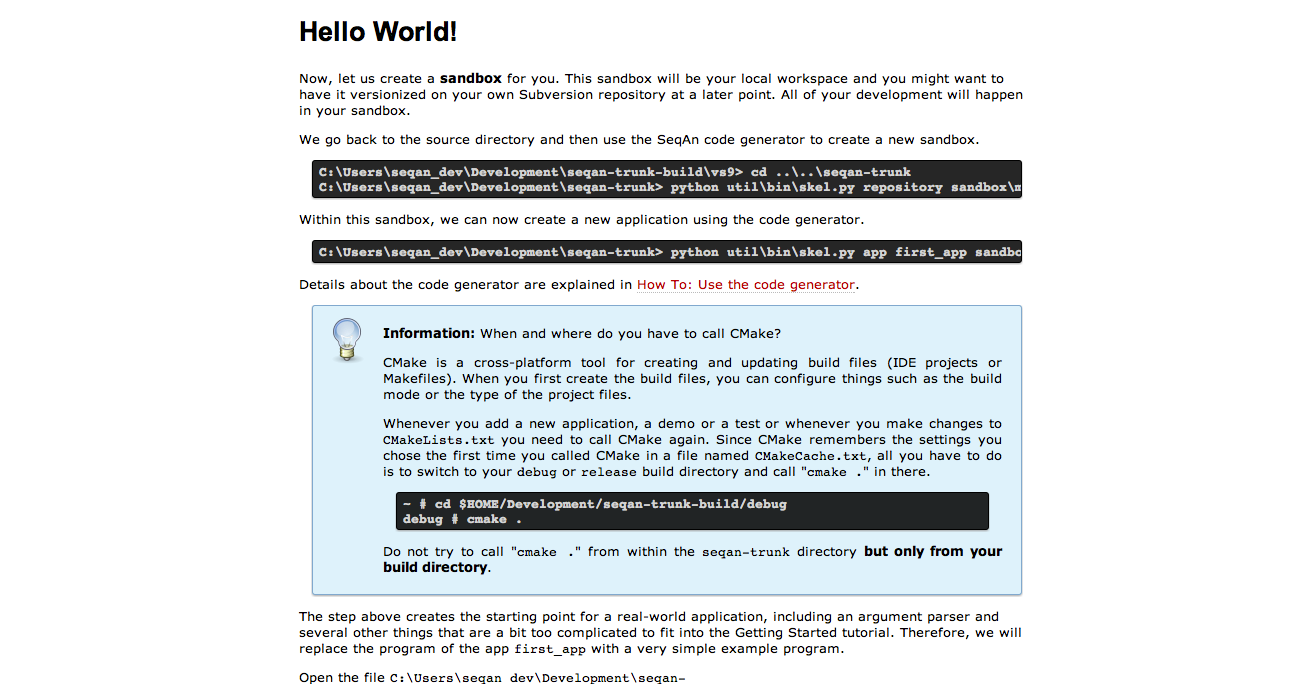 Hello World!
Now, let us create a sandbox for you. This sandbox will be your local workspace and you might want to
have it versionized on your own Subversion repository at a later point. All of your development will happen
in your sandbox.
We go back to the source directory and then use the SeqAn code generator to create a new sandbox.
C:\Users\seqan_dev\Development\seqan-trunk-build\vs9> cd ..\..\seqan-trunk
C:\Users\seqan_dev\Development\seqan-trunk> python util\bin\skel.py repository sandbox\
Within this sandbox, we can now create a new application using the code generator.
C:\Users\seqan_dev\Development\seqan-trunk> python util\bin\skel.py app first_app sandbo
Details about the code generator are explained in How To: Use the code generator.
Information: When and where do you have to call CMake?
CMake is a cross-platform tool for creating and updating build files (IDE projects or
Makefiles). When you first create the build files, you can configure things such as the build
mode or the type of the project files.
Whenever you add a new application, a demo or a test or whenever you make changes to
CMakeLists.txt you need to call CMake again. Since CMake remembers the settings you
chose the first time you called CMake in a file named CMakeCache.txt, all you have to do
is to switch to your debug or release build directory and call "cmake ." in there.
~ # cd $HOME/Development/seqan-trunk-build/debug
debug # cmake .
Do not try to call "cmake ." from within the seqan-trunk directory but only from your
build directory.
The step above creates the starting point for a real-world application, including an argument parser and
several other things that are a bit too complicated to fit into the Getting Started tutorial. Therefore, we will
replace the program of the app first_app with a very simple example program.
Open the file C:\Users\seqan_dev\Development\seqan-